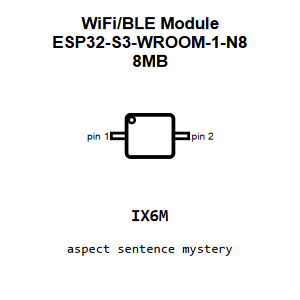 WiFi/BLE Module
ESP32-S3-WROOM-1-N8
8MB
pin 1
pin 2
IX6M
aspect sentence mystery